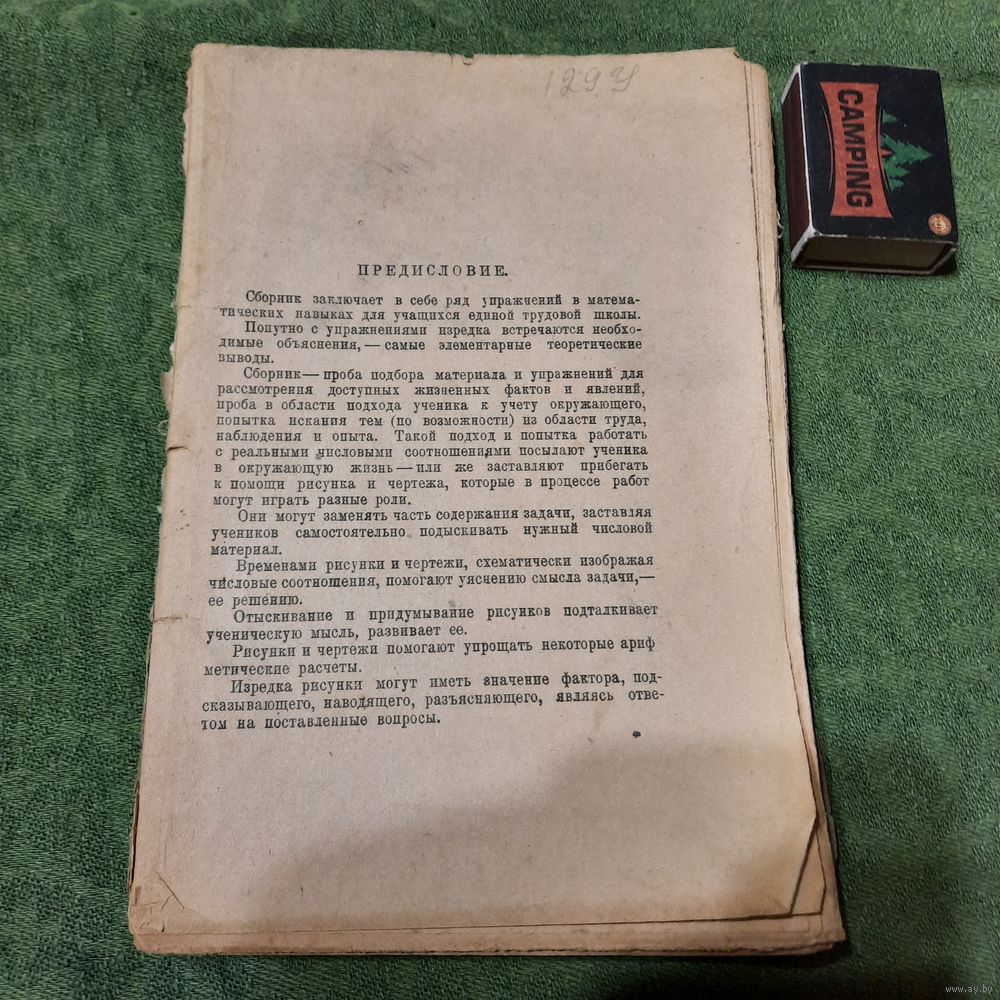 129
ПРЕДИСЛОВИЕ.
Сборник заключает в себе ряд упражнений в матема-
тических навыках для учащихся единой трудовой школы.
Попутно с упражнениями изредка встречаются необхо-
димые объяснения, — самые элементарные теоретические
выводы.
Сборник — проба подбора материала и упражнений для
рассмотрения доступных жизненных фактов и явлений,
проба в области подхода ученика к учету окружающего,
попытка искания тем (по возможности) из области труда,
наблюдения и опыта. Такой подход и попытка работать
с реальными числовыми соотношениями посылают ученика
в окружающую жизнь — или же заставляют прибегать
к помощи рисунка и чертежа, которые в процессе работ
могут играть разные роли.
Они могут заменять часть содержания задачи, заставляя
учеников самостоятельно подыскивать нужный числовой
материал.
Временами рисунки и чертежи, схематически изображая
числовые соотношения, помогают уяснению смысла задачи,—
ее решению.
Отыскивание и придумывание рисунков подталкивает
ученическую мысль, развивает ее.
Рисунки и чертежи помогают упрощать некоторые ариф
метические расчеты.
Изредка рисунки могут иметь значение фактора, под-
сказывающего, наводящего, разъясняющего, являясь отве-
том на поставленные вопросы.
CAMPING
www.ay.by